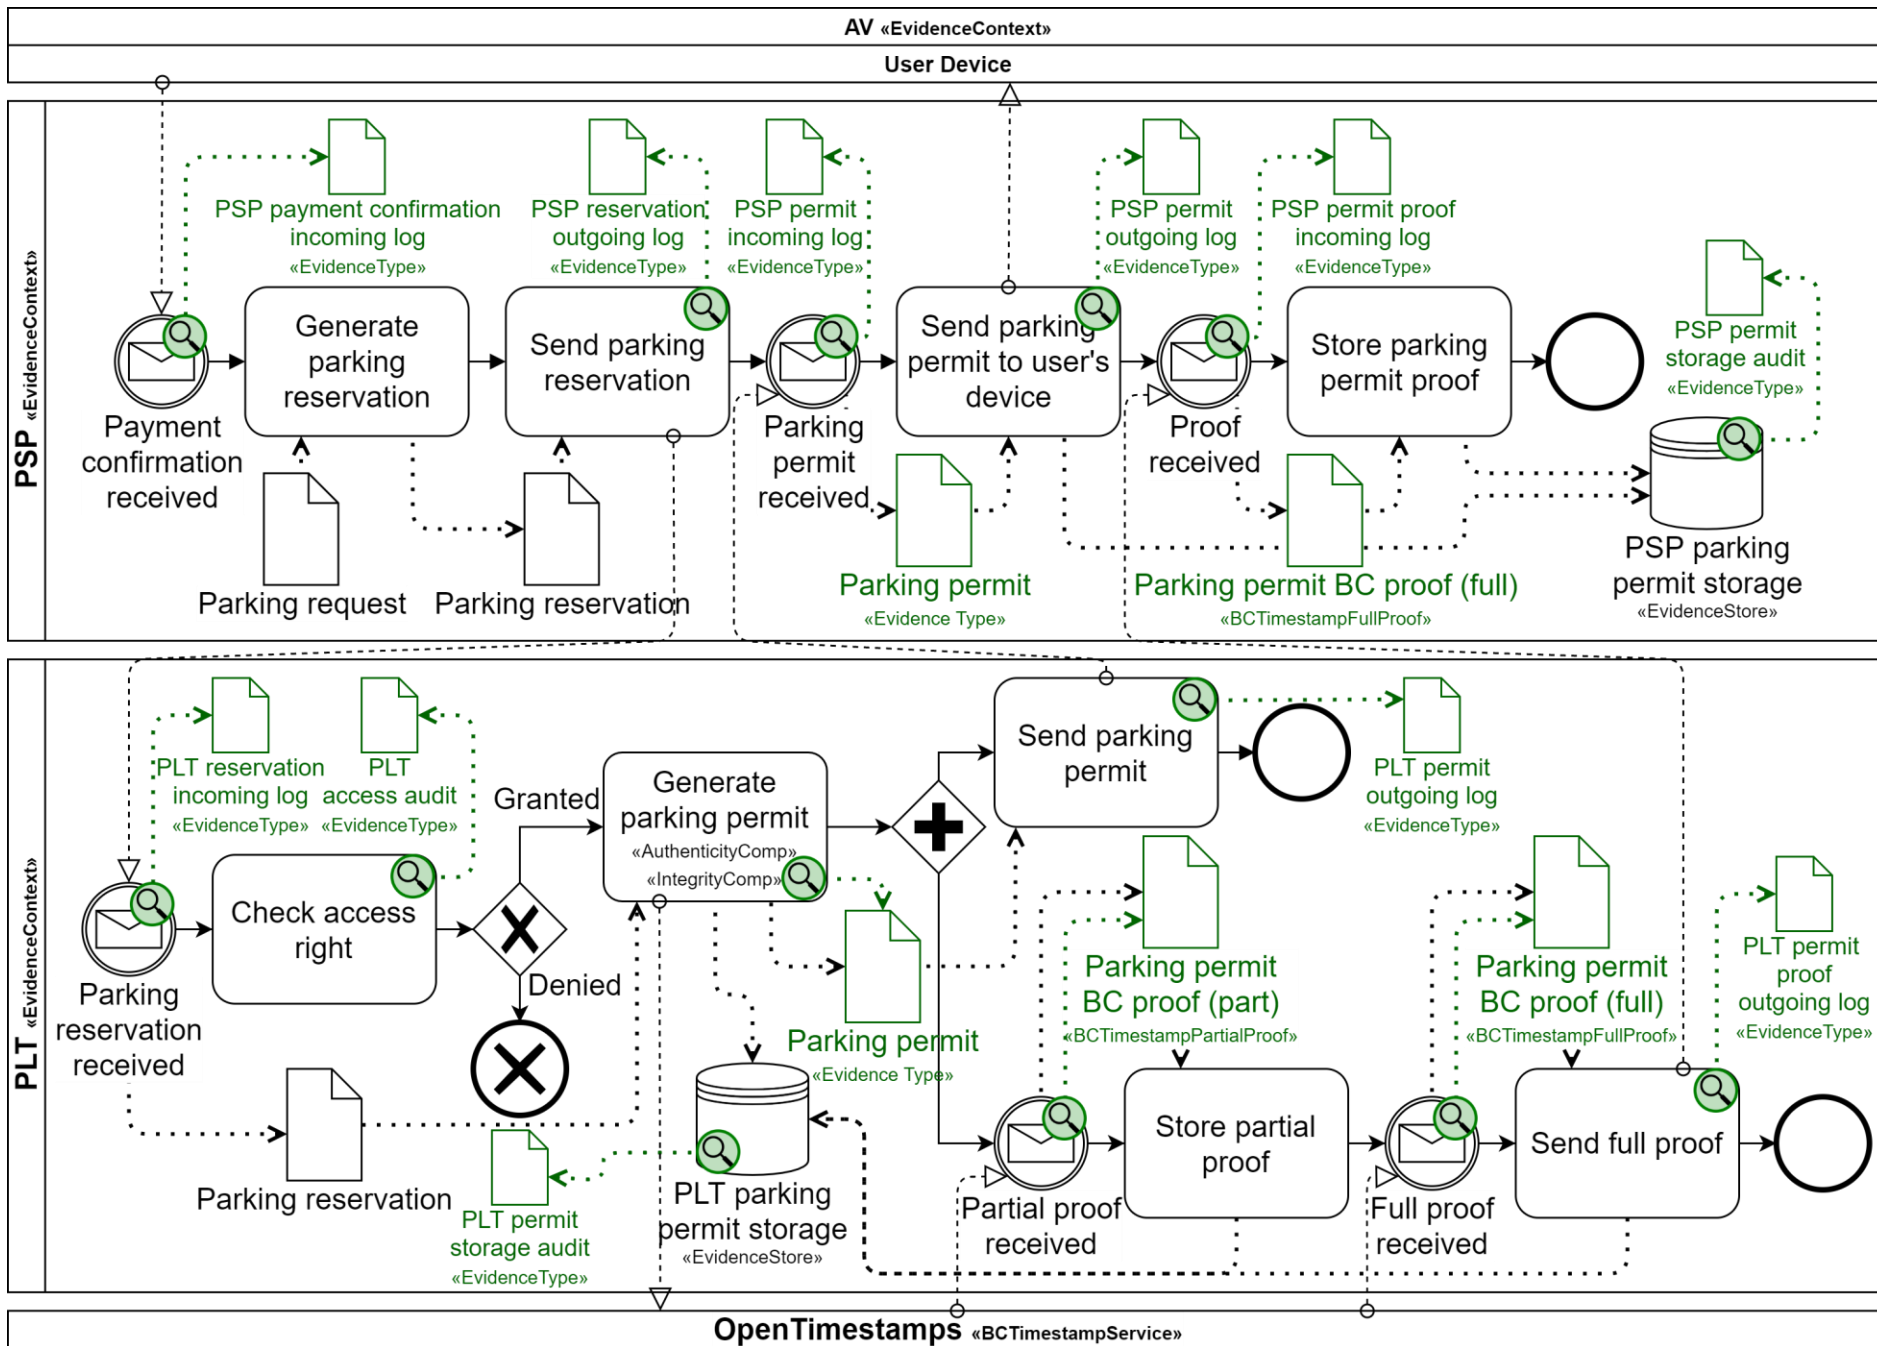 AV «EvidenceContext»
User Device
PSP «EvidenceContext»
PSP payment confirmation
incoming log
«EvidenceType»
PSP reservation
outgoing log
«EvidenceType»
PSP permit
incoming log
«EvidenceType»
PSP permit
outgoing log
«EvidenceType»
PSP permit proof
incoming log
«EvidenceType»
PSP permit
storage audit
«EvidenceType»
Payment
confirmation
received
Generate
parking
reservation
Send parking
reservation
Parking
permit
received
Send parking
permit to user's
device
Proof
received
Store parking
permit proof
Parking request
Parking reservation
Parking permit
«Evidence Type»
Parking permit BC proof (full)
«BCTimestampFullProof»
PSP parking
permit storage
«EvidenceStore»
PLT «EvidenceContext»
PLT reservation
incoming log
«EvidenceType»
PLT
access audit
«EvidenceType»
Parking
reservation
received
Check access
right
Granted
Denied
Generate
parking permit
«AuthenticityComp»
«IntegrityComp»
Send parking
permit
PLT permit
outgoing log
«EvidenceType»
Parking permit
BC proof (part)
«BCTimestampPartialProof»
Parking permit
BC proof (full)
«BCTimestampFullProof»
PLT permit
proof
outgoing log
«EvidenceType»
Parking permit
«Evidence Type»
Parking reservation
PLT permit
storage audit
«EvidenceType»
PLT parking
permit storage
«EvidenceStore»
Partial proof
received
Store partial
proof
Full proof
received
Send full proof
OpenTimestamps «BCTimestampService»